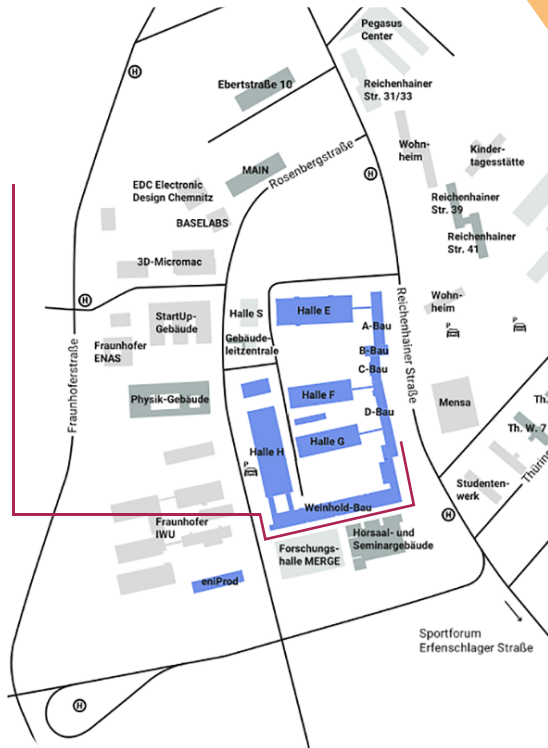 Pegasus
Center
H
Ebertstraße 10
Reichenhainer
Str. 31/33
Rosenbergstraße
Wohn-
heim
Kinder-
tagesstätte
MAIN
H
EDC Electronic
Design Chemnitz
BASELABS
Reichenhainer
Str. 39
Reichenhainer
Str. 41
3D-Micromac
H
Halle S
Halle E
Reichenhainer Straße
Wohn-
heim
P
P
StartUp-
Gebäude
A-Bau
Gebäude-
leitzentrale
B-Bau
C-Bau
Fraunhofer
ENAS
Fraunhoferstraße
Physik-Gebäude
Halle F
D-Bau
Mensa
Th.
Th. W. 7
Halle G
Halle H
P
Studenten-
werk
Thürin
Weinhold-Bau
H
Fraunhofer
IWU
Hörsaal- und
Seminargebäude
Forschungs-
halle MERGE
eniProd
Sportforum
Erfenschlager Straße
H